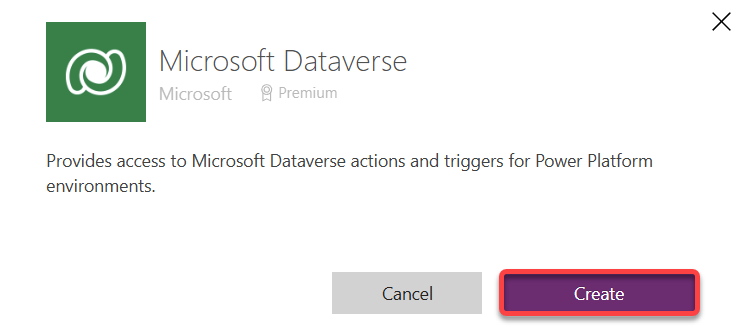 Microsoft Dataverse
Microsoft Premium
Provides access to Microsoft Dataverse actions and triggers for Power Platform
environments.
Cancel Create